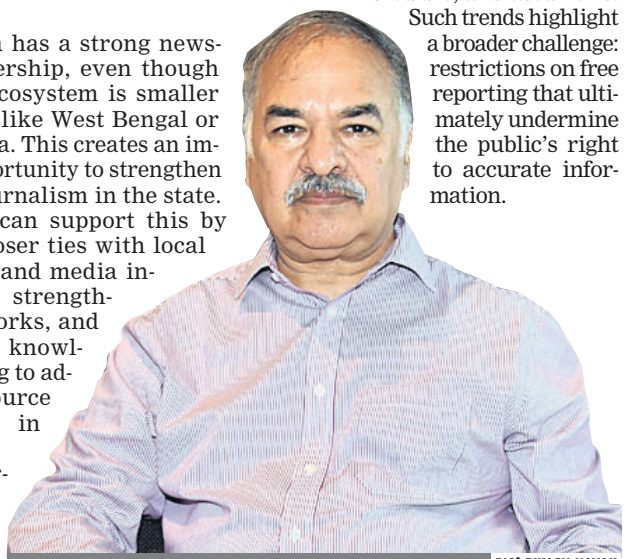 has a strong news-
ership, even though
cosystem is smaller
like West Bengal or
a. This creates an im-
ortunity to strengthen
urnalism in the state.
can support this by
oser ties with local
and media in-
strength-
orks, and
knowl-
g to ad-
ource
in
r-
Such trends highlight
a broader challenge:
restrictions on free
reporting that ulti-
mately undermine
the public's right
to accurate infor-
mation.